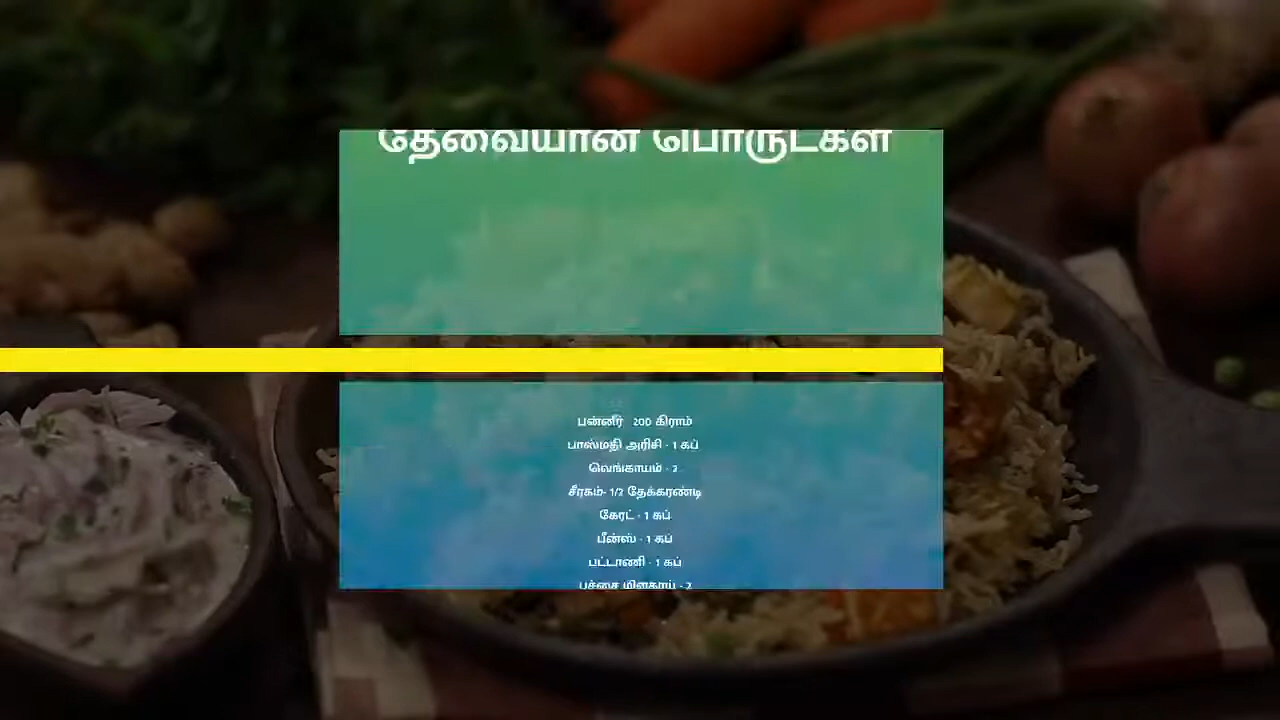 தேவையான பொருட்கள்
பன்னீர் 200 கிராம்
பாஸ்மதி அரிசி - 1 கப்
வெங்காயம் - 2
சீரகம்- 1/2 தேக்கரண்டி
கேரட் - 1 கப்
பீன்ஸ் - 1 கப்
பட்டாணி - 1 கப்
பச்சை மிளகாய் - 2